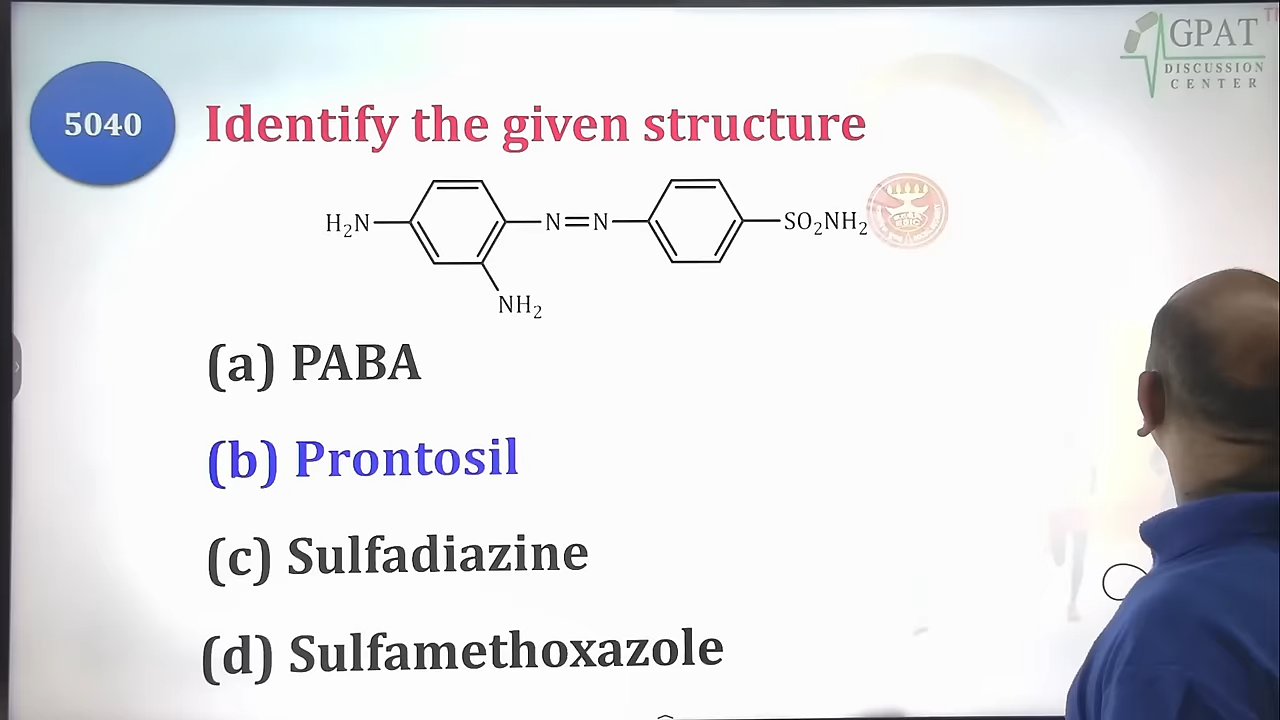 GPAT
DISCUSSION
CENTER
5040
Identify the given structure
H₂N
N=N
SO₂NH₂
NH₂
(a) PABA
(b) Prontosil
(c) Sulfadiazine
(d) Sulfamethoxazole